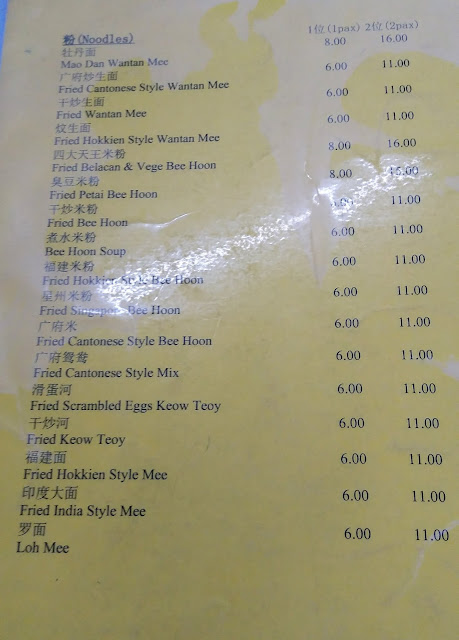 粉(Noodles) 1位(1pax) 2位(2pax)
牡丹面 8.00 16.00
Mao Dan Wantan Mee
广府炒生面 6.00 11.00
Fried Cantonese Style Wantan Mee
干炒生面 6.00 11.00
Fried Wantan Mee
炆生面 6.00 11.00
Fried Hokkien Style Wantan Mee
四大天王米粉 8.00 16.00
Fried Belacan & Vege Bee Hoon
臭豆米粉 8.00 16.00
Fried Petai Bee Hoon
干炒米粉 11.00
Fried Bee Hoon
煮水米粉 6.00 11.00
Bee Hoon Soup
福建米粉 6.00 11.00
Fried Hokkien Style Bee Hoon
星州米粉 6.00 11.00
Fried Singapore Bee Hoon
广府米 6.00 11.00
Fried Cantonese Style Bee Hoon
广府鸳鸯 6.00 11.00
Fried Cantonese Style Mix
滑蛋河 6.00 11.00
Fried Scrambled Eggs Keow Teoy
干炒河 6.00 11.00
Fried Keow Teoy
福建面 6.00 11.00
Fried Hokkien Style Mee
印度大面 6.00 11.00
Fried India Style Mee
罗面 6.00 11.00
Loh Mee